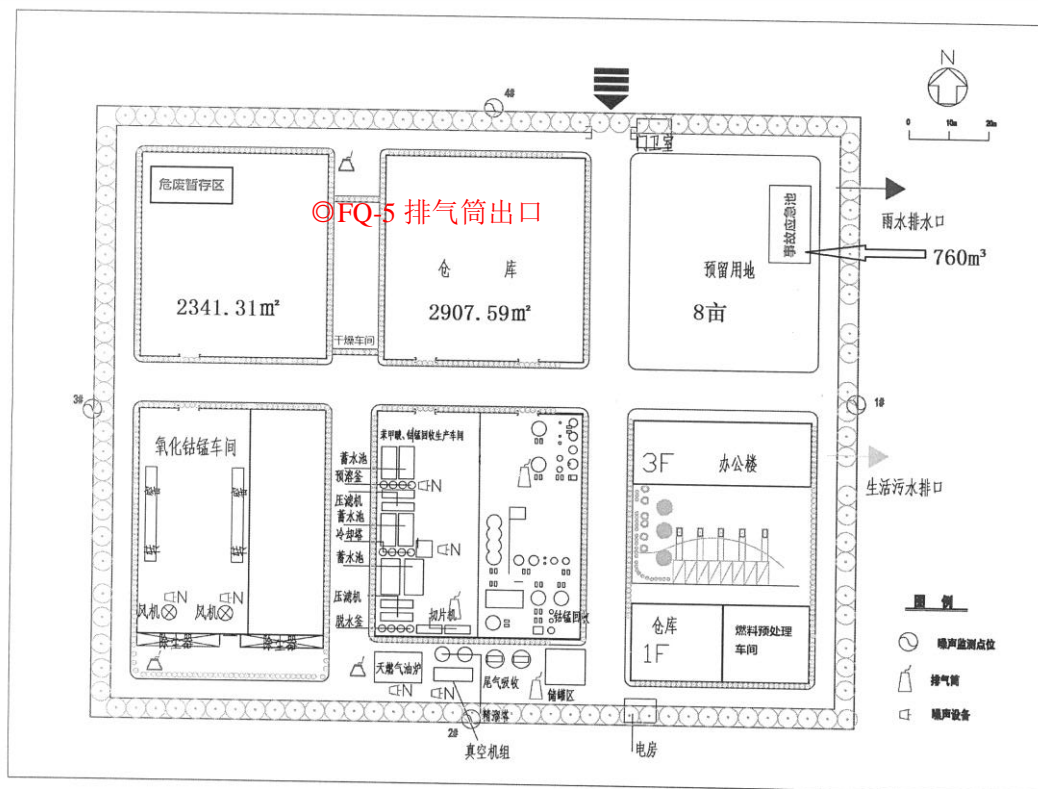 N
0 10m 20m
4#
门卫室
危废暂存区
◎FQ-5 排气筒出口
事故应急池
雨水排水口
760m³
仓 库
预留用地
2341.31m²
2907.59m²
8亩
干燥车间
3#
1#
氧化钴锰车间
苯甲酸、钴锰回收生产车间
蓄水池
预溶釜
N
压滤机
蓄水池
冷却塔
N
蓄水池
压滤机
脱水釜
切片机
钴锰回收
3F 办公楼
生活污水排口
N
N
风机
风机
除尘器
除尘器
仓库
1F
燃料预处理
车间
天燃气油炉
N
N
尾气吸收
储罐区
精溜塔
2#
真空机组
电房
图 例
噪声监测点位
排气筒
噪声设备